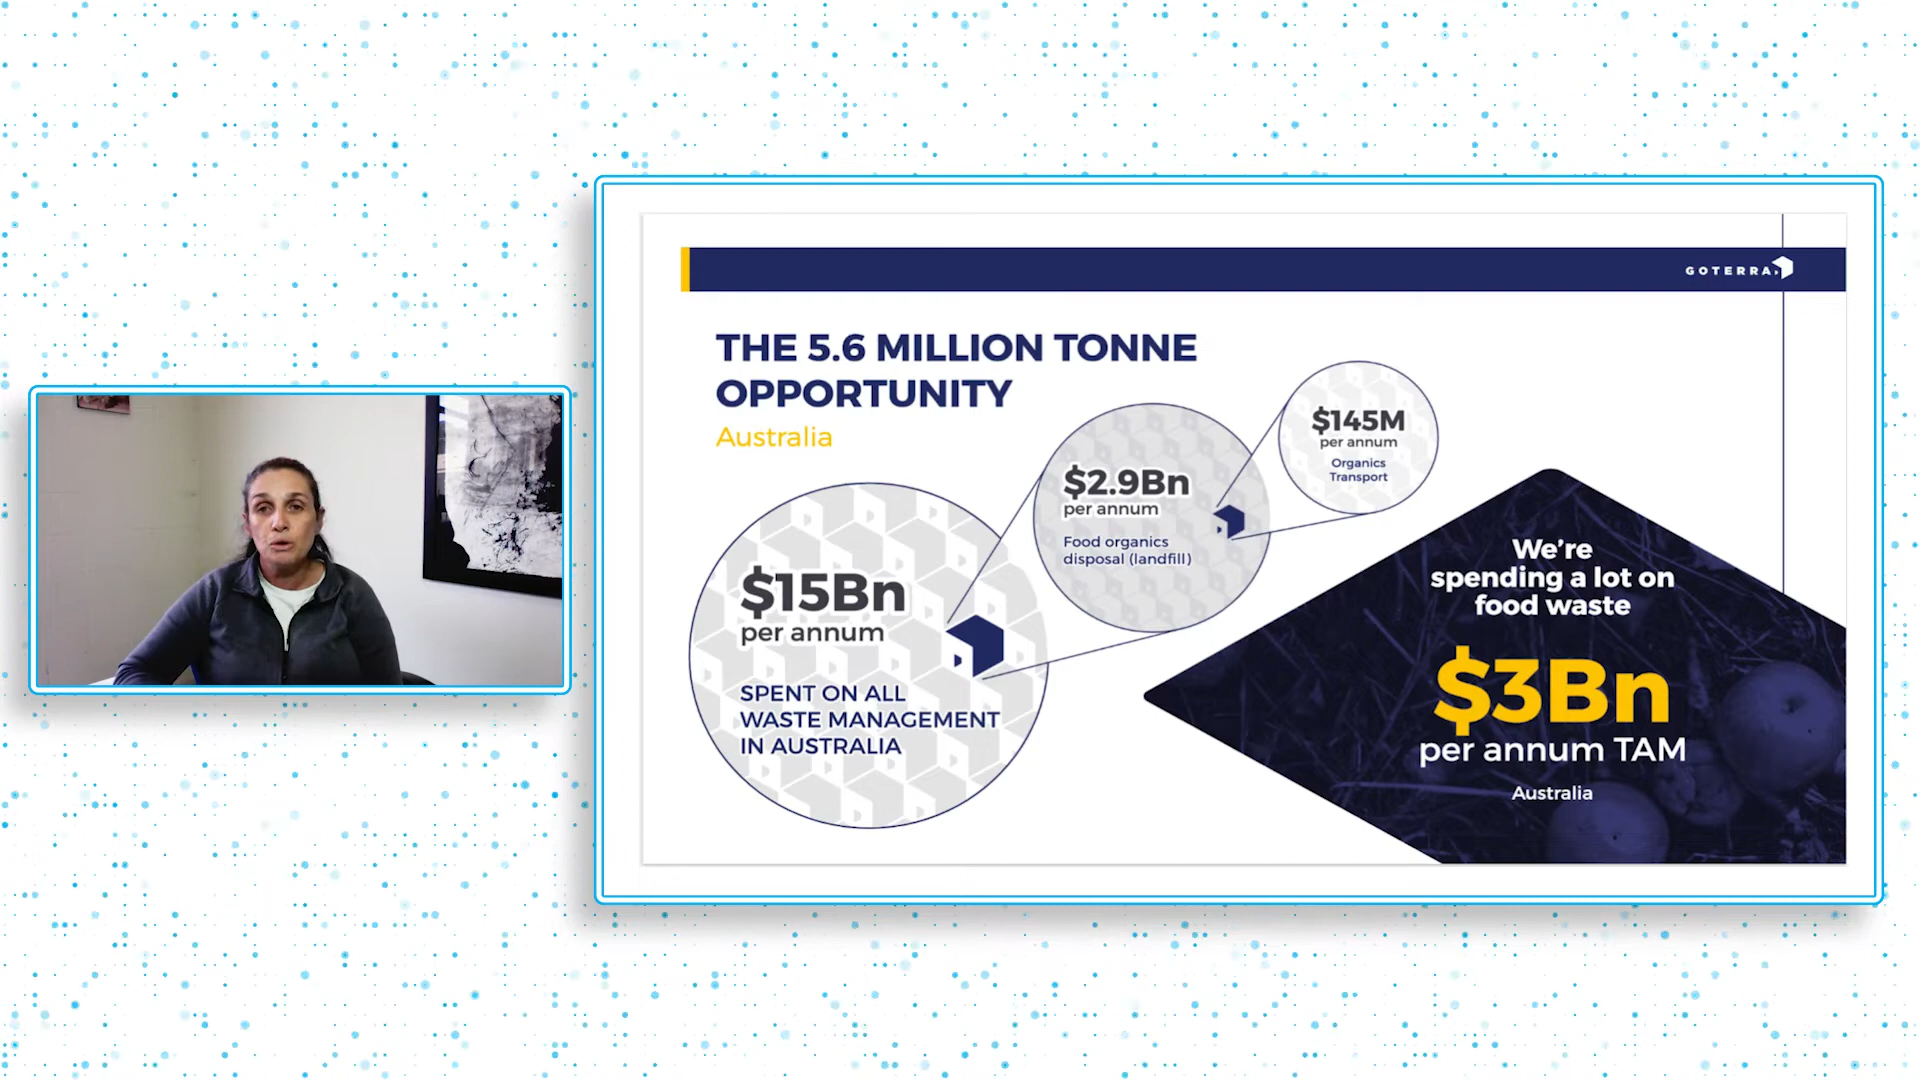 GOTERRA
THE 5.6 MILLION TONNE
OPPORTUNITY
Australia
$15Bn
per annum
SPENT ON ALL
WASTE MANAGEMENT
IN AUSTRALIA
$2.9Bn
per annum
Food organics
disposal (landfill)
$145M
per annum
Organics
Transport
We’re
spending a lot on
food waste
$3Bn
per annum TAM
Australia